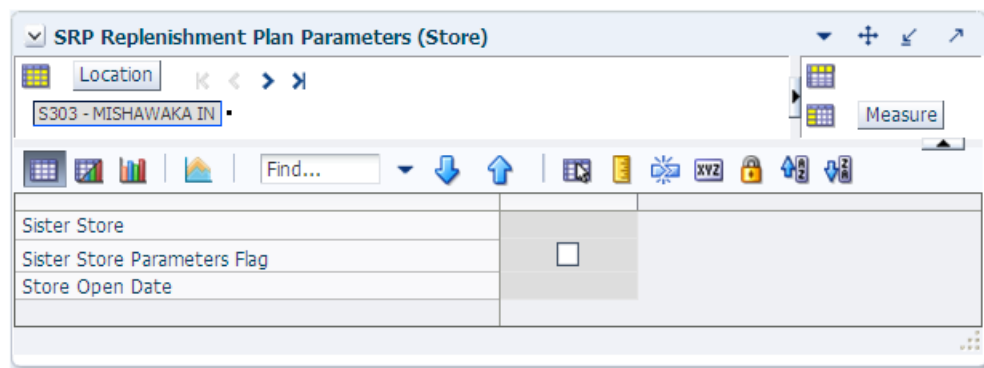 SRP Replenishment Plan Parameters (Store)
Location
S303 - MISHAWAKA IN
Measure
Find...
XYZ
A
Z
Z
A
Sister Store
Sister Store Parameters Flag
Store Open Date